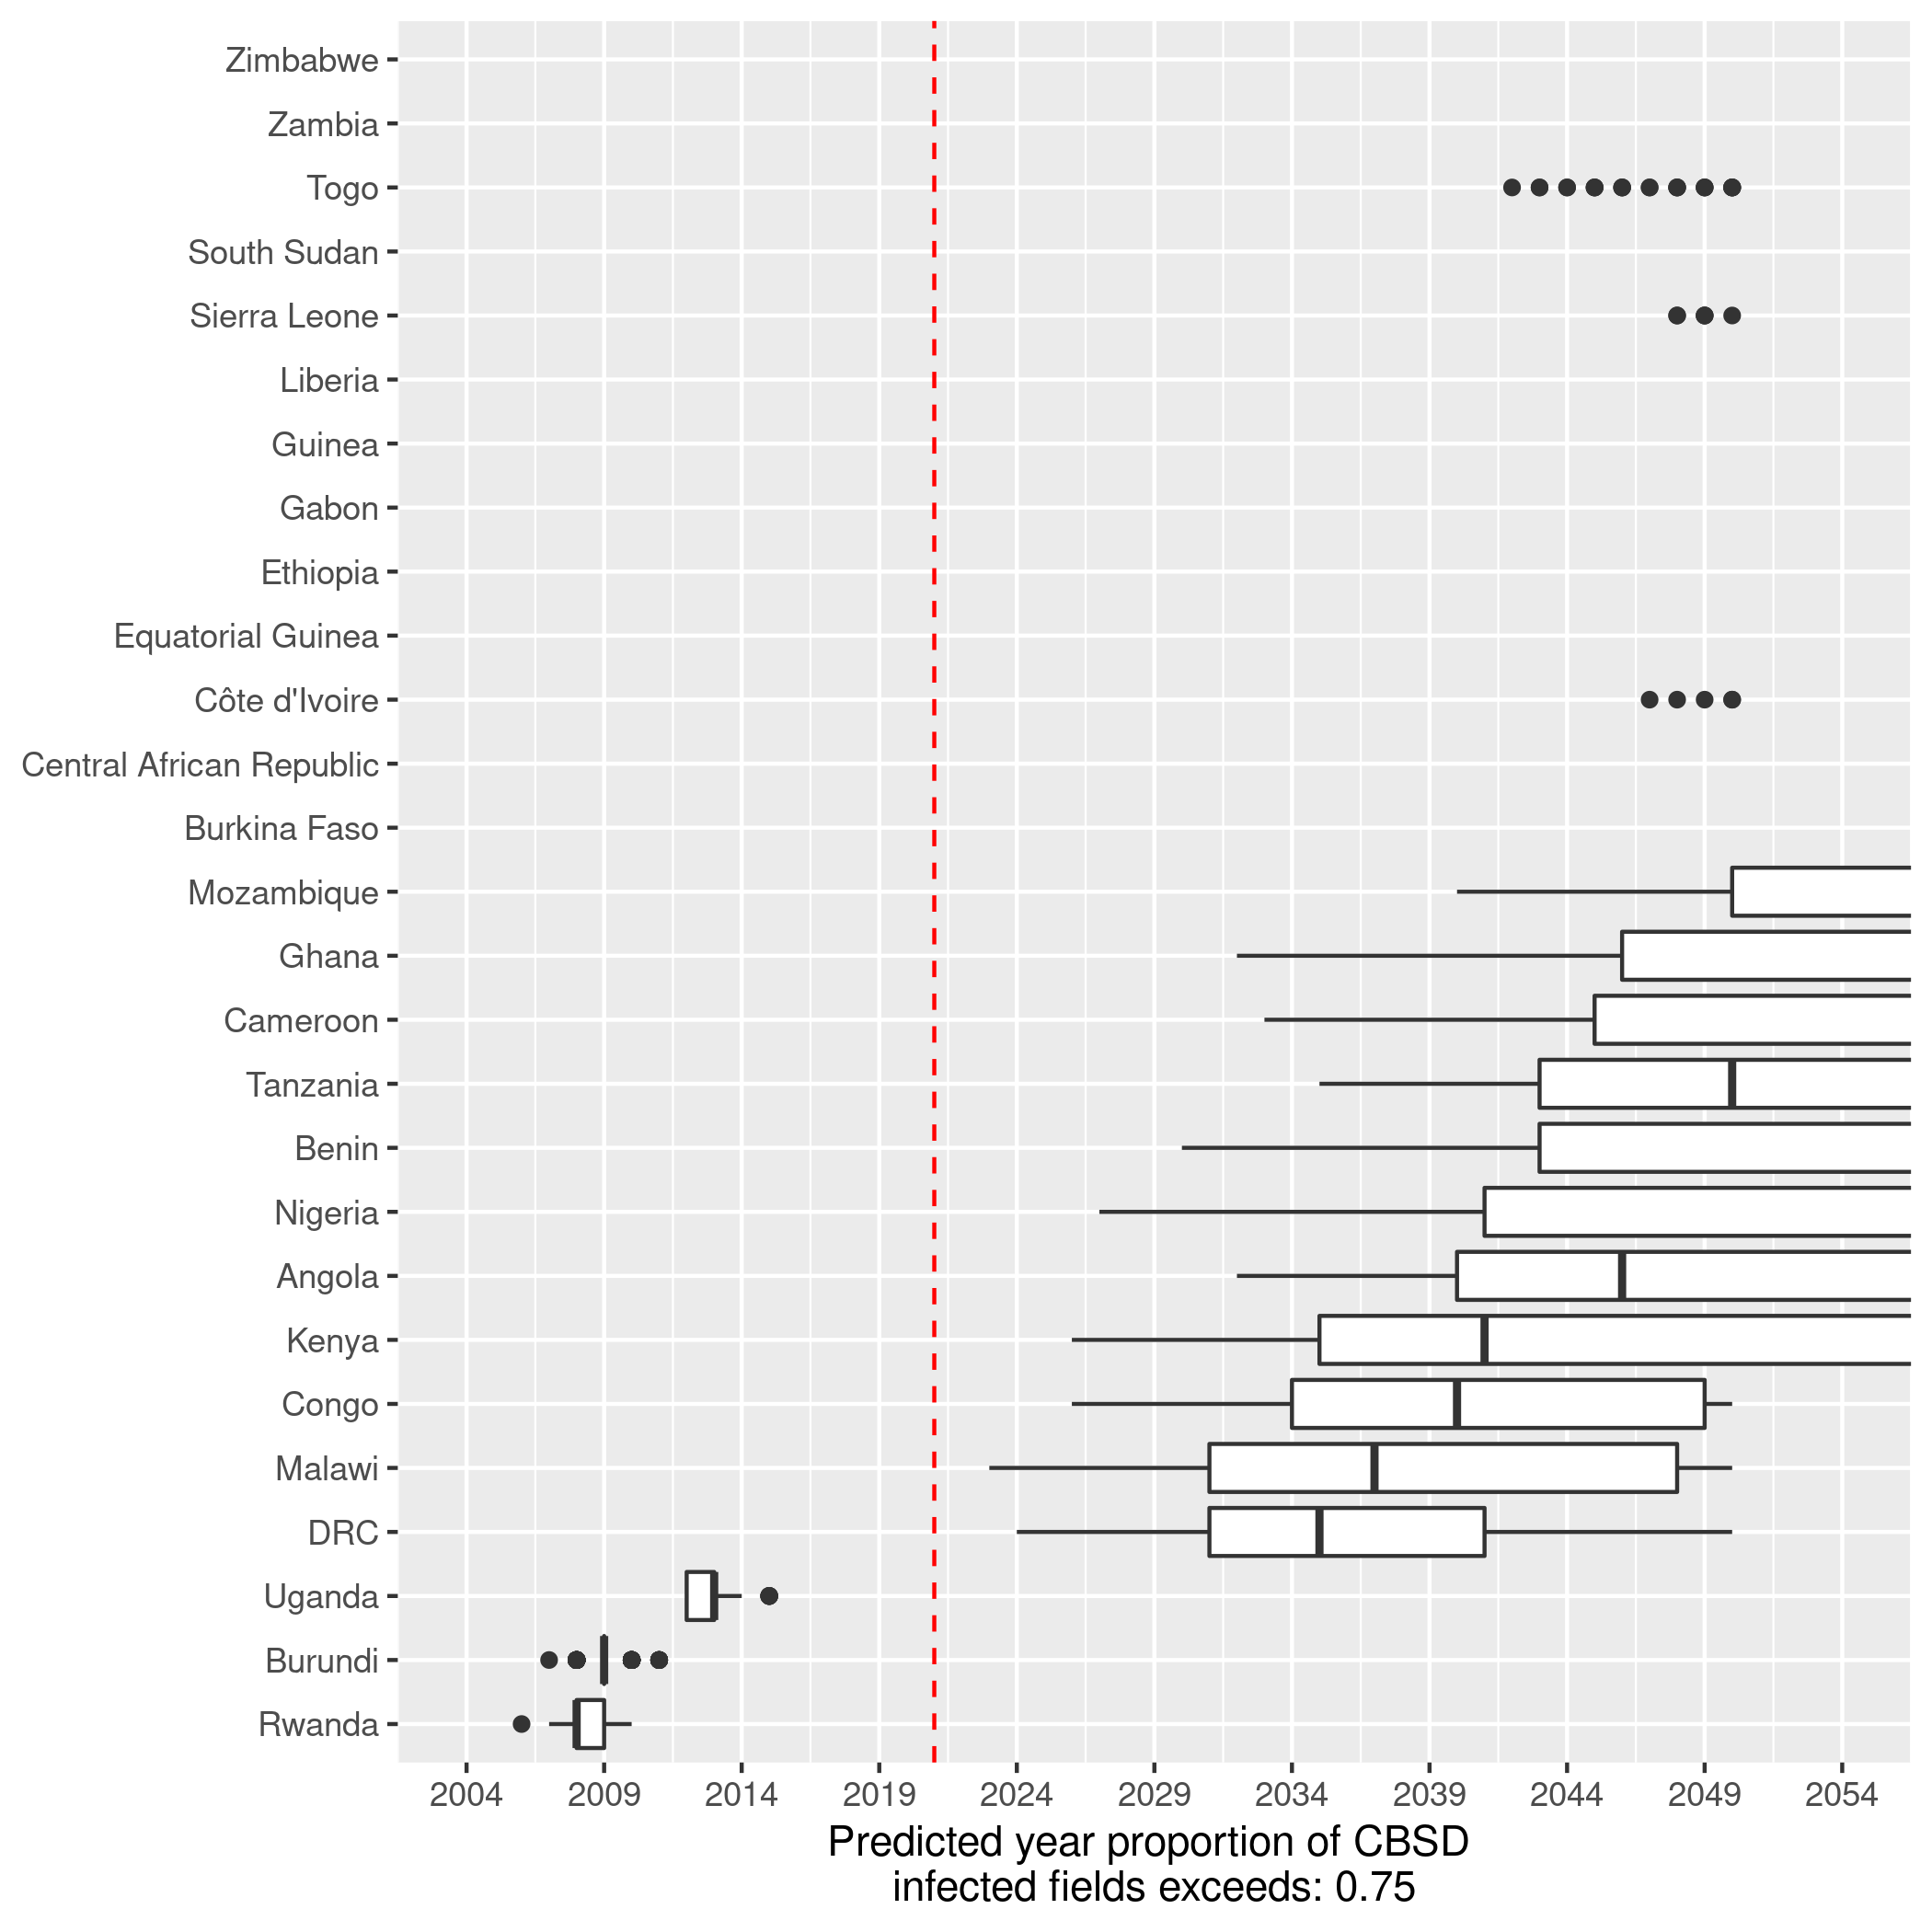 Zimbabwe
Zambia
Togo
South Sudan
Sierra Leone
Liberia
Guinea
Gabon
Ethiopia
Equatorial Guinea
Côte d'Ivoire
Central African Republic
Burkina Faso
Mozambique
Ghana
Cameroon
Tanzania
Benin
Nigeria
Angola
Kenya
Congo
Malawi
DRC
Uganda
Burundi
Rwanda
2004 2009 2014 2019 2024 2029 2034 2039 2044 2049 2054
Predicted year proportion of CBSD
infected fields exceeds: 0.75